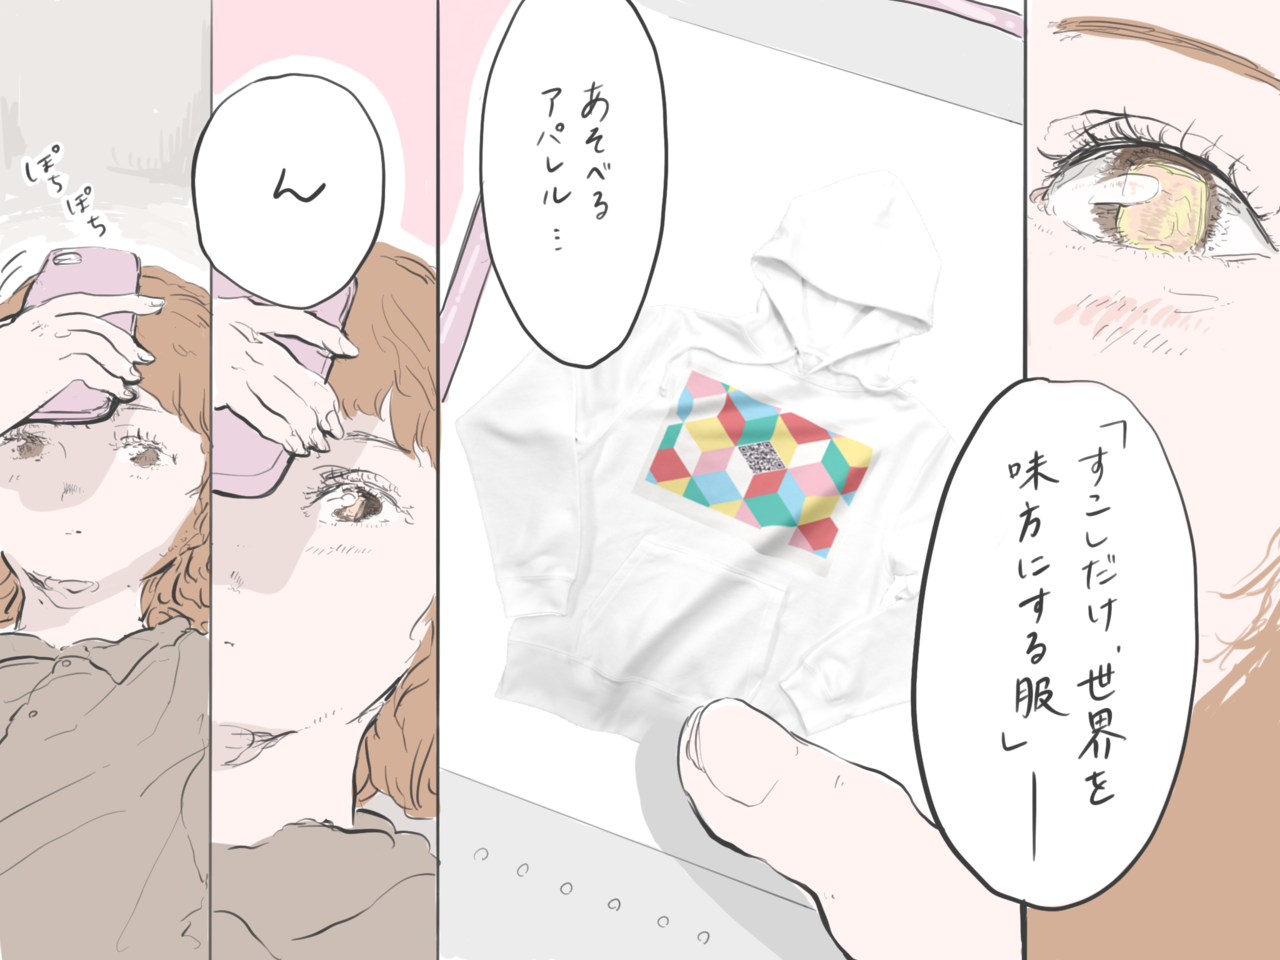 「すこしだけ、世界を
味方にする服」―
あそべる
アパレル…
ん
ぽちぽち